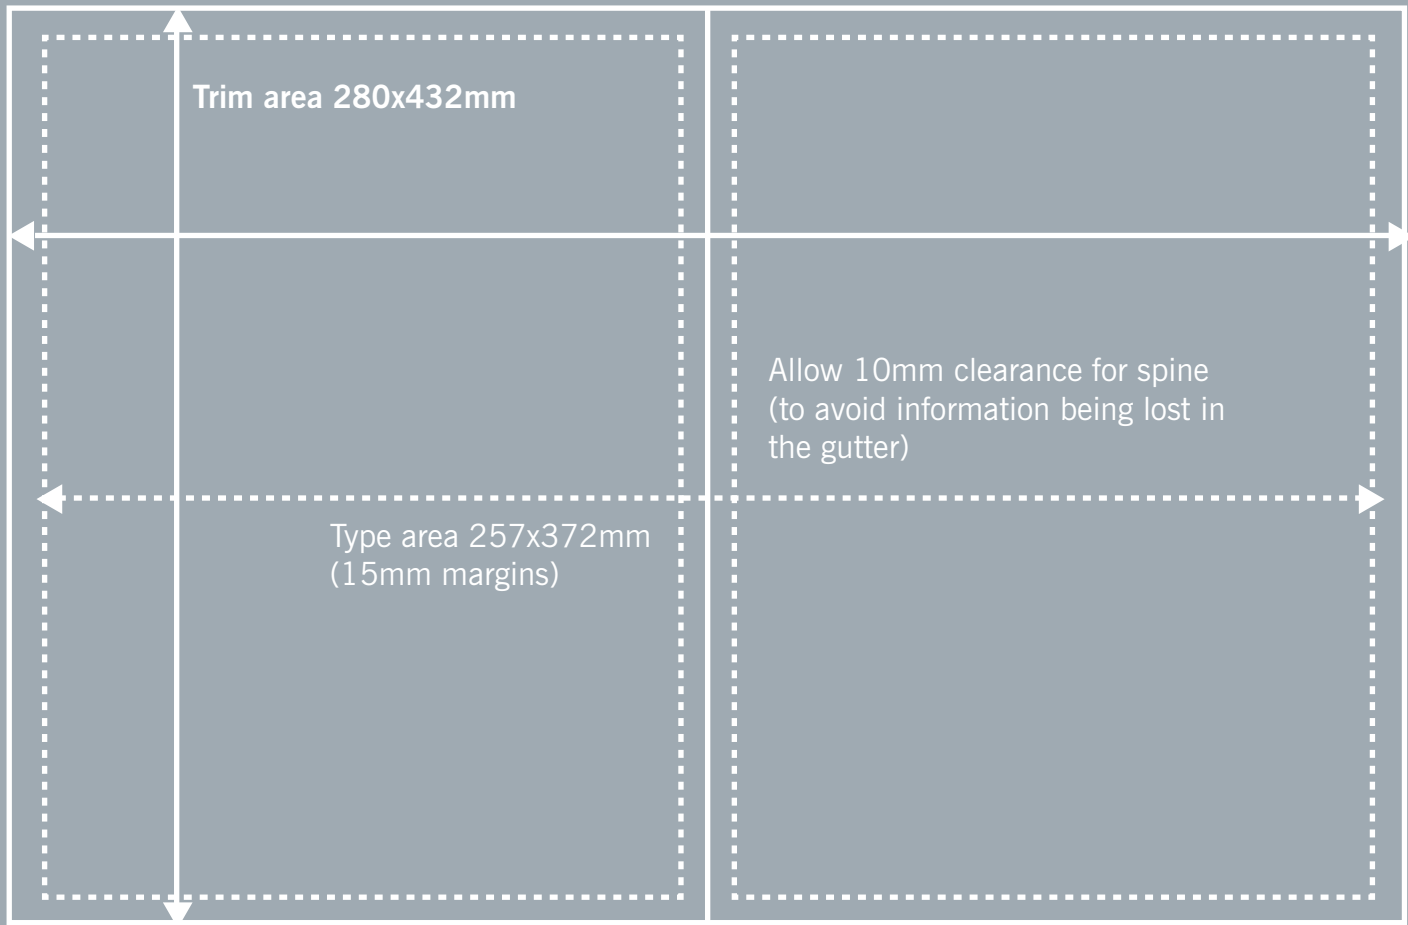 Trim area 280x432mm
Allow 10mm clearance for spine
(to avoid information being lost in
the gutter)
Type area 257x372mm
(15mm margins)